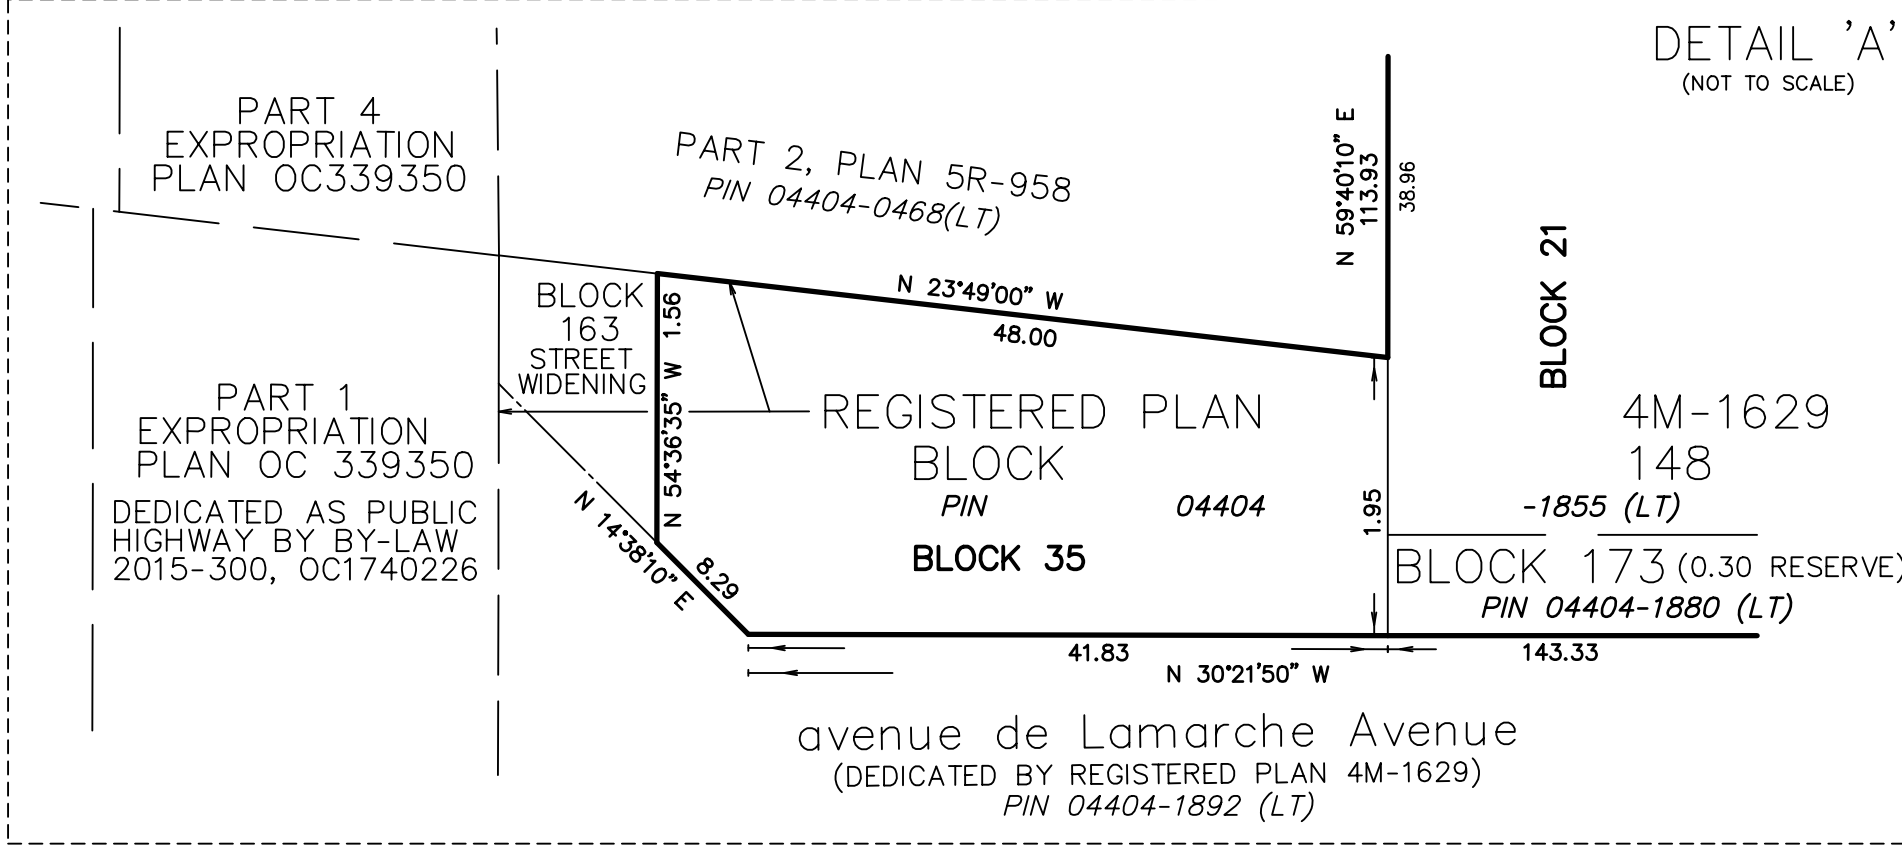 DETAIL 'A'
(NOT TO SCALE)
PART 4
EXPROPRIATION
PLAN OC339350
PART 2, PLAN 5R-958
PIN 04404-0468(LT)
N 59°40'10" E
113.93
38.96
BLOCK 21
N 23°49'00" W
48.00
BLOCK
163
STREET
WIDENING
N 54°36'35" W 1.56
PART 1
EXPROPRIATION
PLAN OC 339350
DEDICATED AS PUBLIC
HIGHWAY BY BY-LAW
2015-300, OC1740226
REGISTERED PLAN 4M-1629
BLOCK 148
PIN 04404 -1855 (LT)
BLOCK 35
1.95
BLOCK 173 (0.30 RESERVE)
PIN 04404-1880 (LT)
N 14°38'10" E
8.29
41.83
143.33
N 30°21'50" W
avenue de Lamarche Avenue
(DEDICATED BY REGISTERED PLAN 4M-1629)
PIN 04404-1892 (LT)